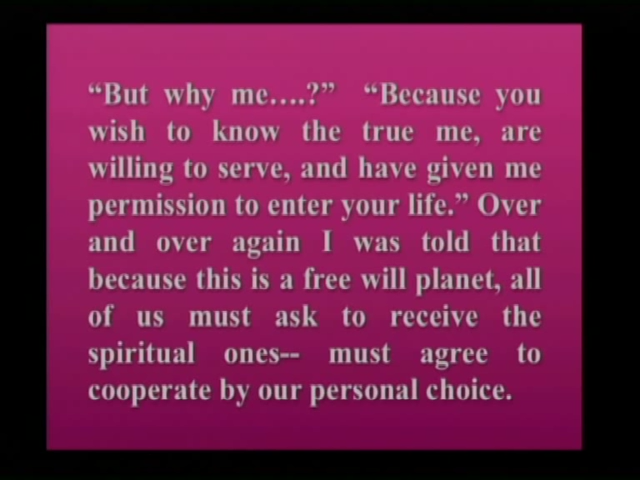 “But why me....?” “Because you
wish to know the true me, are
willing to serve, and have given me
permission to enter your life.” Over
and over again I was told that
because this is a free will planet, all
of us must ask to receive the
spiritual ones-- must agree to
cooperate by our personal choice.